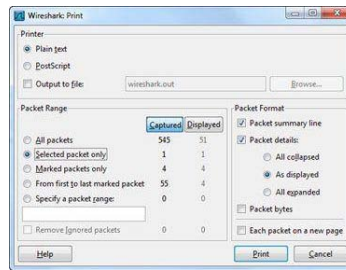 Wireshark: Print
Printer
Plain text
PostScript
Output to file: wireshark.out Browse...
Packet Range
Captured Displayed
All packets 545 51
Selected packet only 1 1
Marked packets only 4 4
From first to last marked packet 55 4
Specify a packet range: 0 0
Remove Ignored packets 0 0
Packet Format
Packet summary line
Packet details:
All collapsed
As displayed
All expanded
Packet bytes
Each packet on a new page
Help Print Cancel